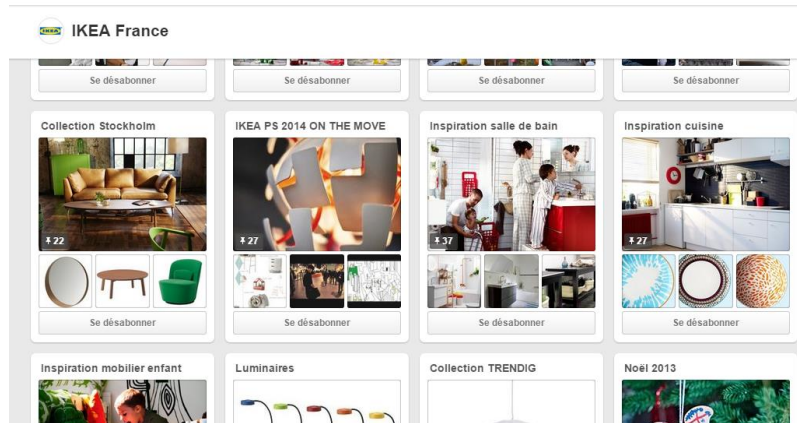 IKEA
IKEA France
Se désabonner
Se désabonner
Se désabonner
Se désabonner
Collection Stockholm
IKEA PS 2014 ON THE MOVE
Inspiration salle de bain
Inspiration cuisine
22
27
37
27
Se désabonner
Se désabonner
Se désabonner
Se désabonner
Inspiration mobilier enfant
Luminaires
Collection TRENDIG
Noël 2013